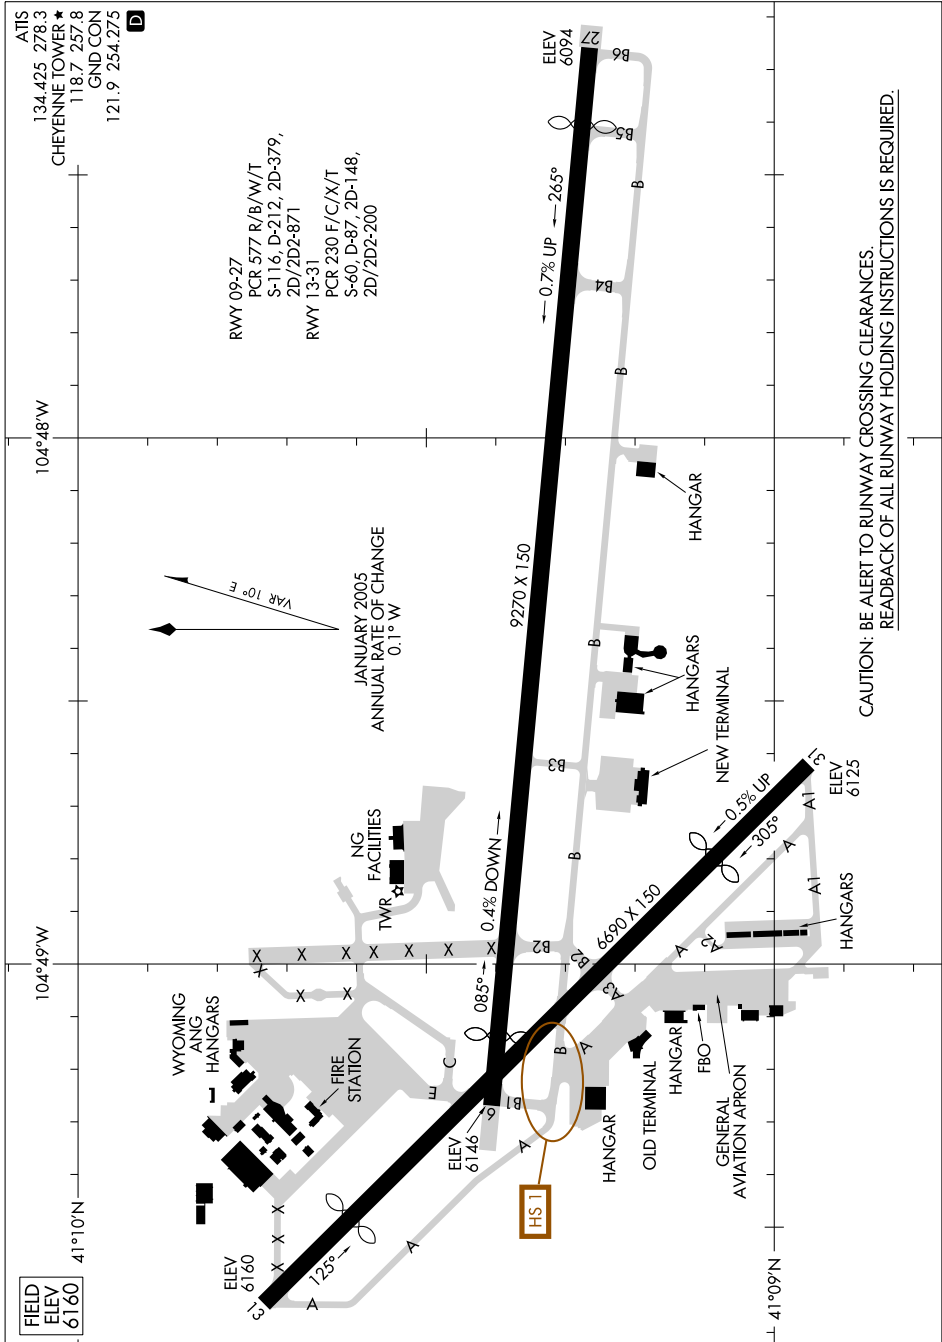 ATIS
134.425 278.3
CHEYENNE TOWER ★
118.7 257.8
GND CON
121.9 254.275
D
FIELD
ELEV
6160
41°10'N
104°49'W
104°48'W
RWY 09-27
PCR 577 R/B/W/T
S-116, D-212, 2D-379,
2D/2D2-871
RWY 13-31
PCR 230 F/C/X/T
S-60, D-87, 2D-148,
2D/2D2-200
VAR 10° E
JANUARY 2005
ANNUAL RATE OF CHANGE
0.1° W
WYOMING
ANG
HANGARS
FIRE
STATION
NG
FACILITIES
TWR
X
X
X
X
X
X
X
X
X
X
X
X
X
X
ELEV
6160
13
125°
A
A
A
E
C
ELEV
6146
9
B1
085°
0.4% DOWN
9270 X 150
0.7% UP
265°
ELEV
6094
27
B6
B5
B4
B3
B2
B2
B
B
B
B
B
HS 1
A
A3
A
A2
A
A1
A1
6690 X 150
0.5% UP
305°
31
ELEV
6125
HANGAR
OLD TERMINAL
HANGAR
FBO
GENERAL
AVIATION APRON
HANGARS
NEW TERMINAL
HANGARS
HANGAR
41°09'N
CAUTION: BE ALERT TO RUNWAY CROSSING CLEARANCES.
READBACK OF ALL RUNWAY HOLDING INSTRUCTIONS IS REQUIRED.